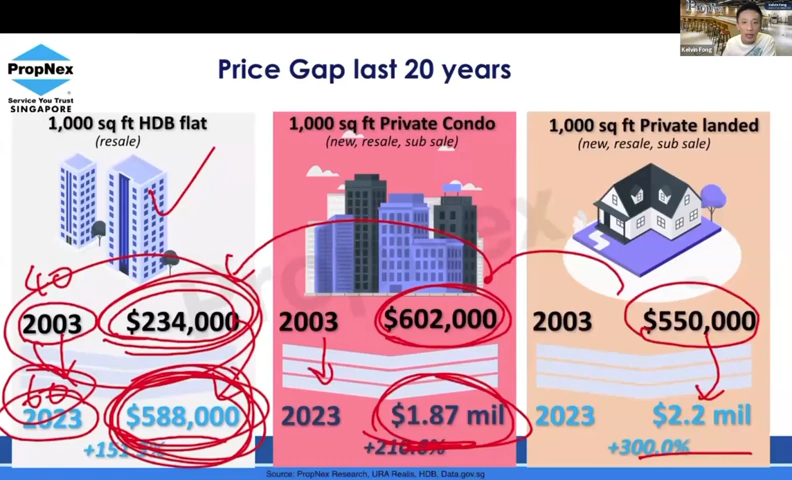 PropNex
Service You Trust
SINGAPORE
Price Gap last 20 years
Kelvin Fong
1,000 sq ft HDB flat
(resale)
40
2003 $234,000
60
2023 $588,000
1,000 sq ft Private Condo
(new, resale, sub sale)
2003 $602,000
2023 $1.87 mil
1,000 sq ft Private landed
(new, resale, sub sale)
2003 $550,000
2023 $2.2 mil
+300.0%
Source: PropNex Research, URA Realis, HDB, Data.gov.sg